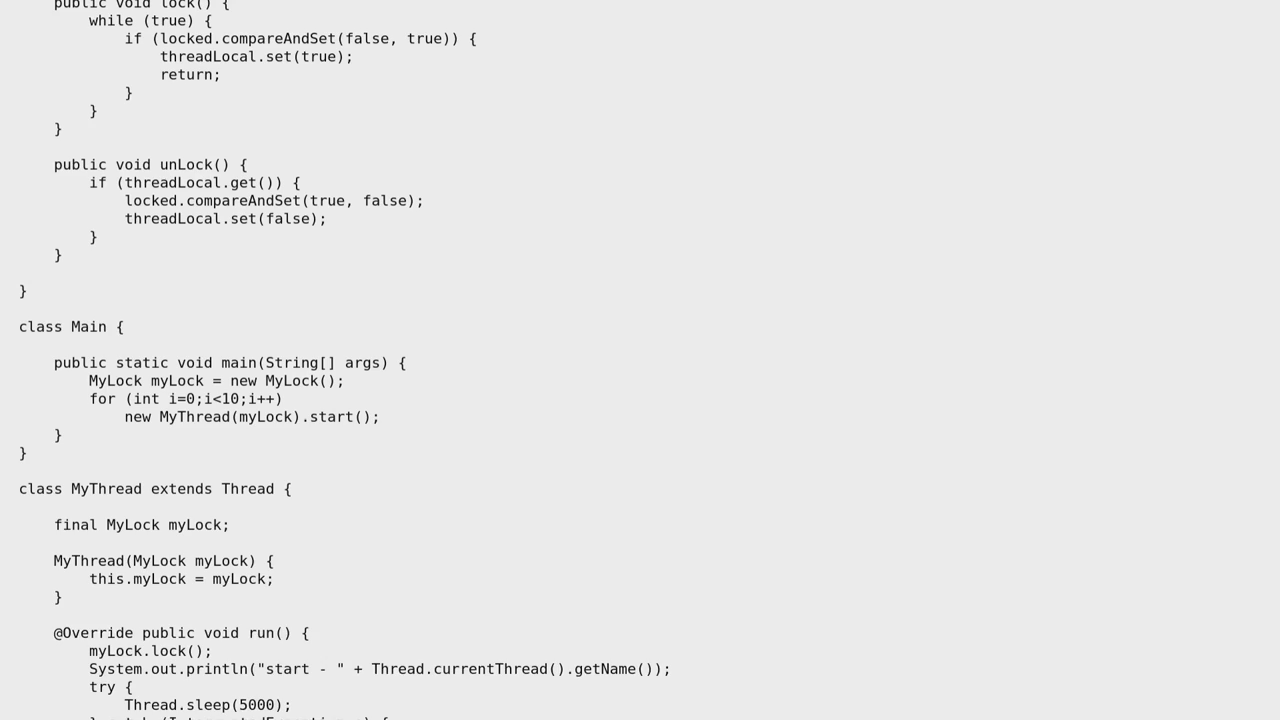 public void lock() {
while (true) {
if (locked.compareAndSet(false, true)) {
threadLocal.set(true);
return;
}
}
}
public void unLock() {
if (threadLocal.get()) {
locked.compareAndSet(true, false);
threadLocal.set(false);
}
}
}
class Main {
public static void main(String[] args) {
MyLock myLock = new MyLock();
for (int i=0;i<10;i++)
new MyThread(myLock).start();
}
}
class MyThread extends Thread {
final MyLock myLock;
MyThread(MyLock myLock) {
this.myLock = myLock;
}
@Override public void run() {
myLock.lock();
System.out.println("start - " + Thread.currentThread().getName());
try {
Thread.sleep(5000);